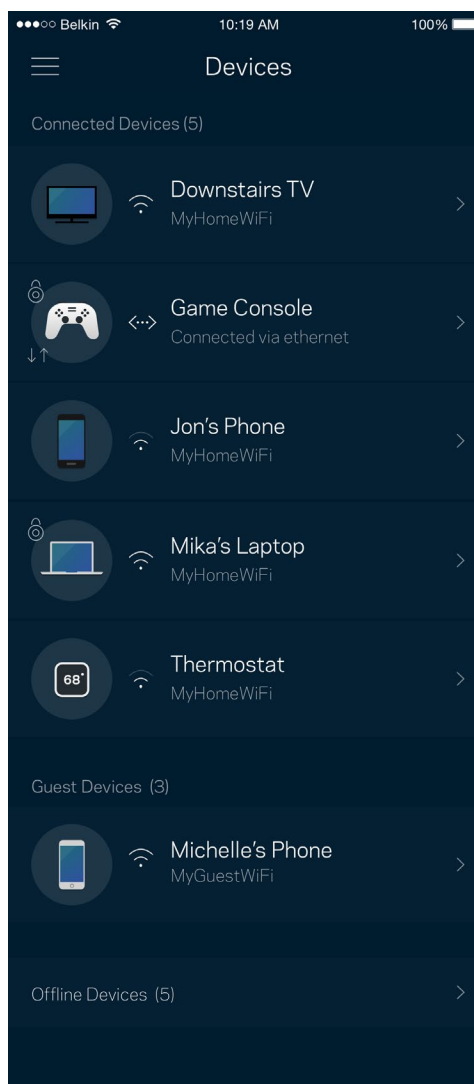 Belkin 10:19 AM 100%
Devices
Connected Devices (5)
Downstairs TV
MyHomeWiFi
Game Console
Connected via ethernet
Jon's Phone
MyHomeWiFi
Mika's Laptop
MyHomeWiFi
68°
Thermostat
MyHomeWiFi
Guest Devices (3)
Michelle's Phone
MyGuestWiFi
Offline Devices (5)